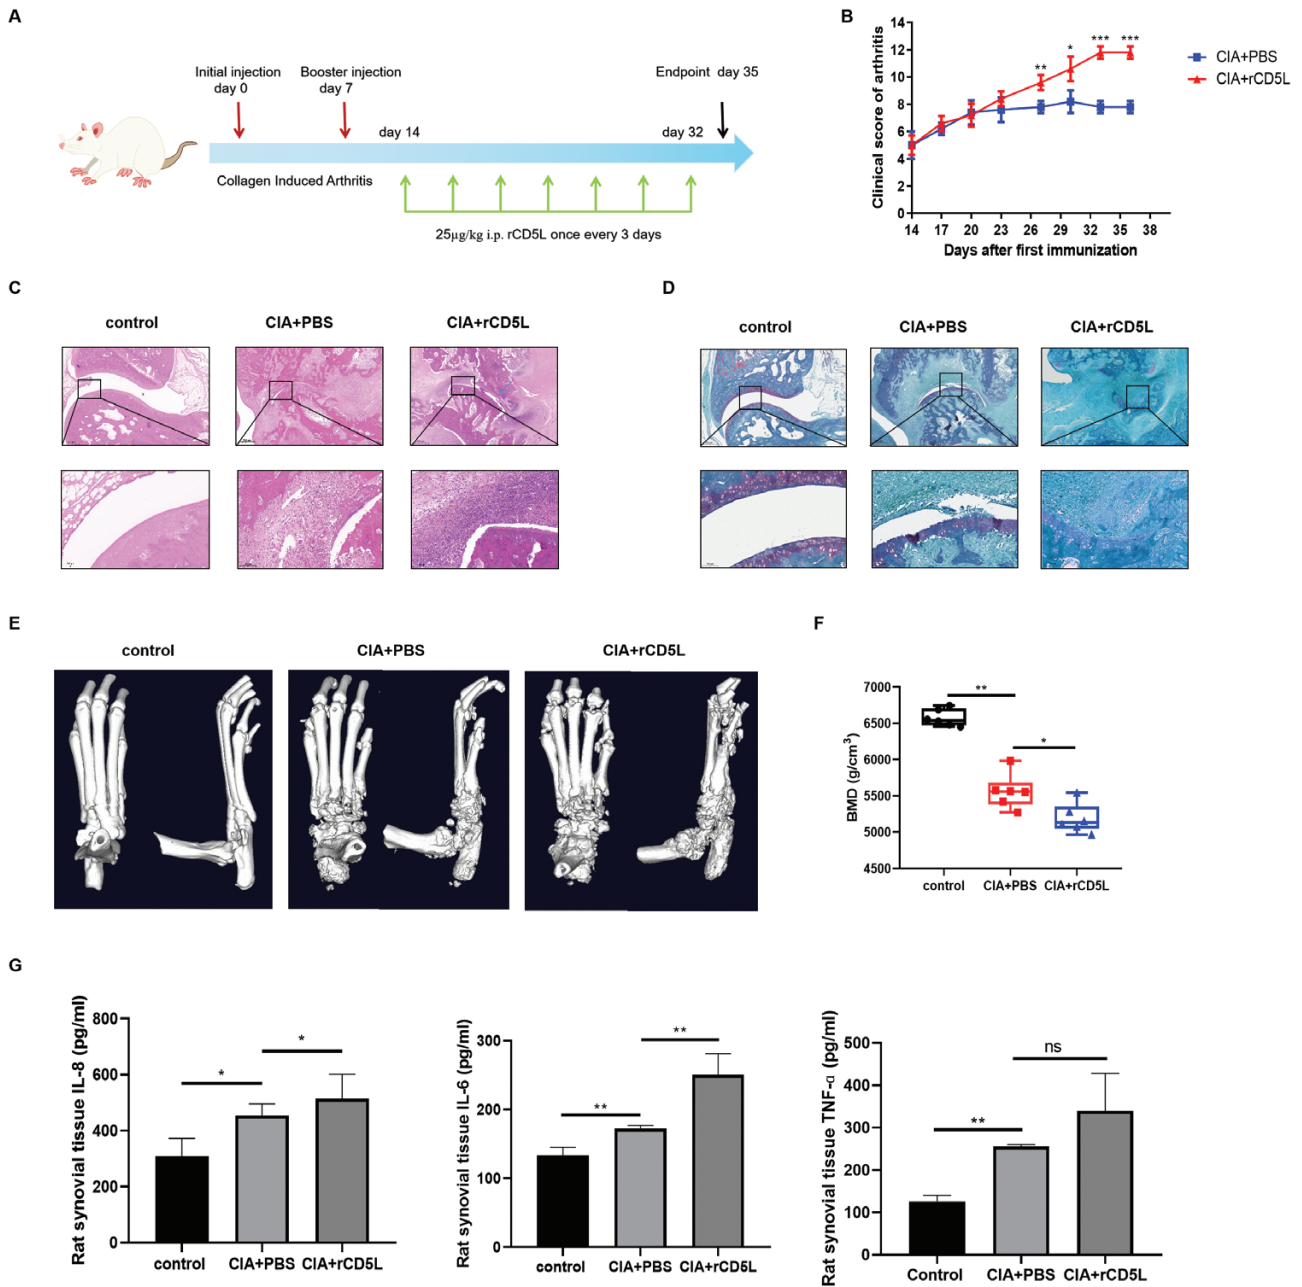 A
Initial injection
day 0
Booster injection
day 7
Endpoint day 35
day 14
day 32
Collagen Induced Arthritis
25μg/kg i.p. rCD5L once every 3 days
B
Clinical score of arthritis
14
12
10
8
6
4
2
0
** * *** ***
14 17 20 23 26 29 32 35 38
Days after first immunization
CIA+PBS
CIA+rCD5L
C
control CIA+PBS CIA+rCD5L
D
control CIA+PBS CIA+rCD5L
E
control CIA+PBS CIA+rCD5L
F
BMD (g/cm³)
7000
6500
6000
5500
5000
4500
**
*
control CIA+PBS CIA+rCD5L
G
Rat synovial tissue IL-8 (pg/ml)
800
600
400
200
0
*
*
control CIA+PBS CIA+rCD5L
Rat synovial tissue IL-6 (pg/ml)
300
200
100
0
**
**
control CIA+PBS CIA+rCD5L
Rat synovial tissue TNF-α (pg/ml)
500
400
300
200
100
0
**
ns
Control CIA+PBS CIA+rCD5L